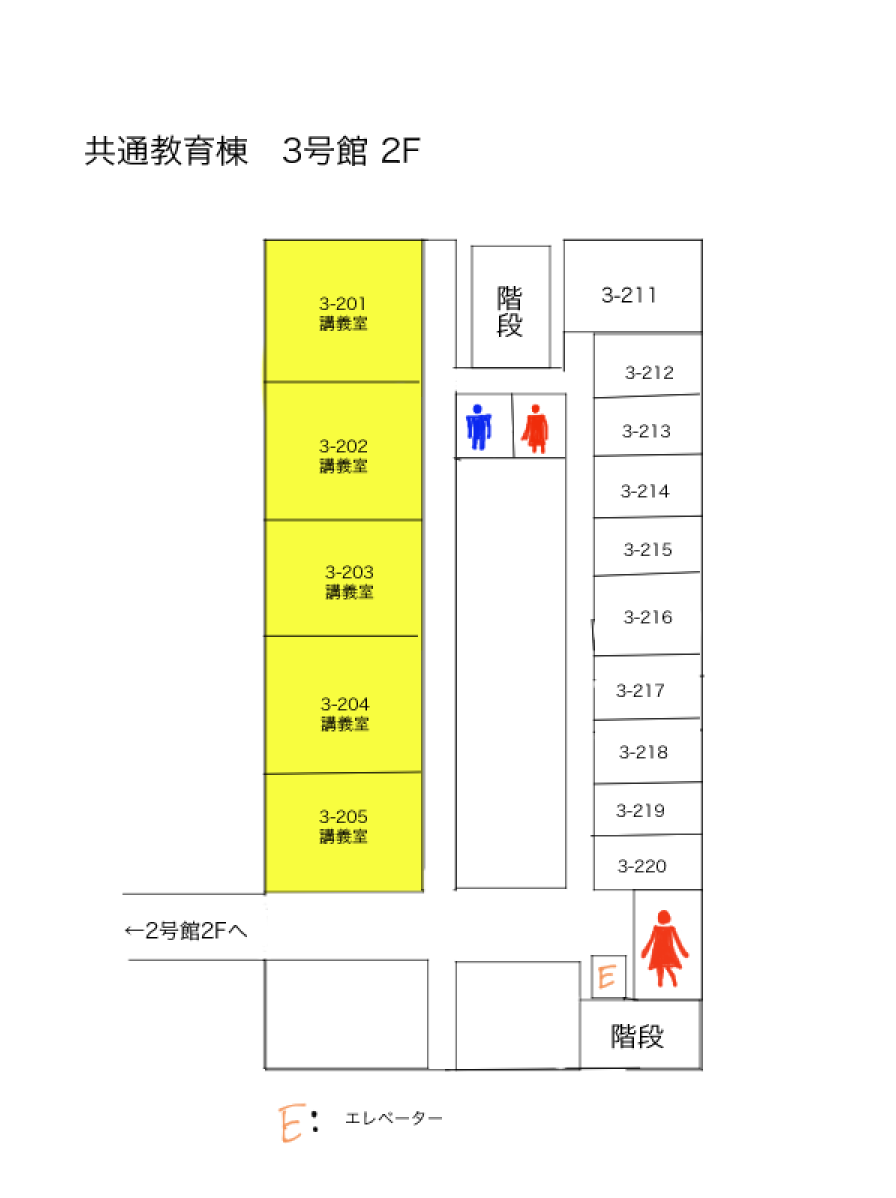 共通教育棟　3号館 2F
3-201
講義室
階
段
3-211
3-212
3-202
講義室
3-213
3-214
3-203
講義室
3-215
3-216
3-204
講義室
3-217
3-218
3-205
講義室
3-219
3-220
←2号館2Fへ
E
階段
E: エレベーター